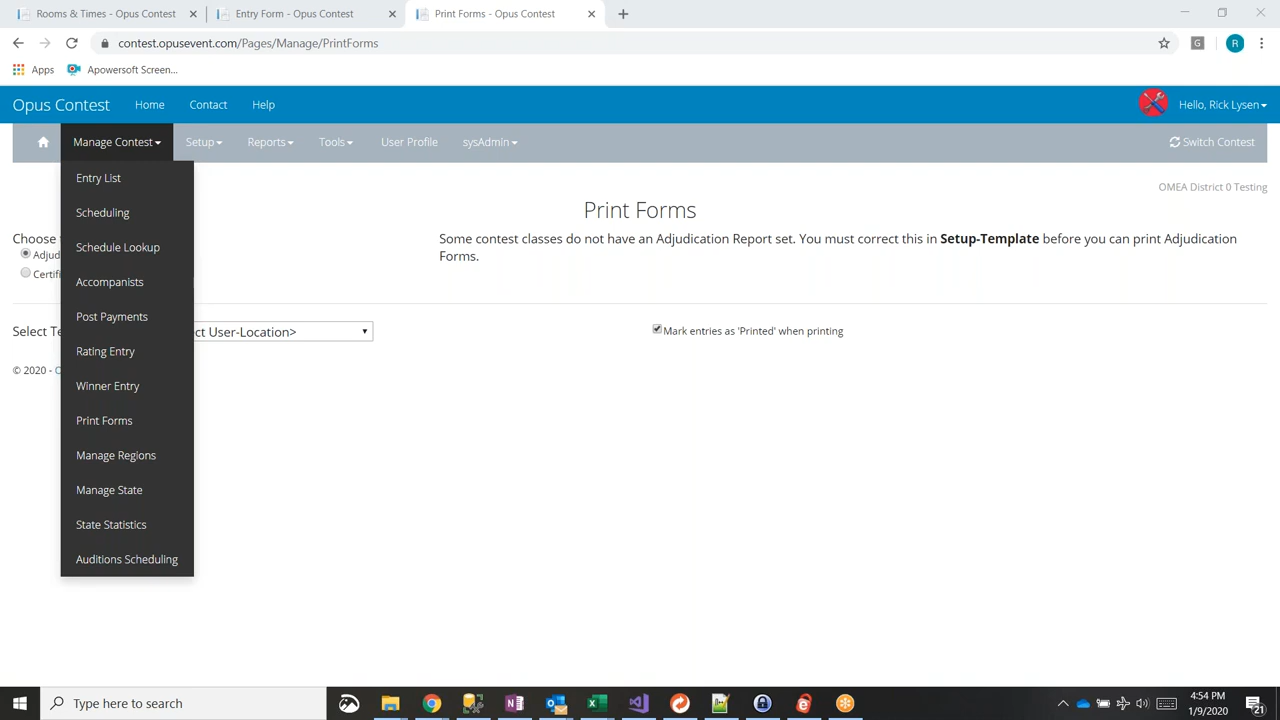 Rooms & Times - Opus Contest
Entry Form - Opus Contest
Print Forms - Opus Contest
contest.opusevent.com/Pages/Manage/PrintForms
G
R
Apps
Apowersoft Screen...
Opus Contest
Home
Contact
Help
Hello, Rick Lysen
Manage Contest
Setup
Reports
Tools
User Profile
sysAdmin
Switch Contest
Entry List
Scheduling
Schedule Lookup
Accompanists
Post Payments
Rating Entry
Winner Entry
Print Forms
Manage Regions
Manage State
State Statistics
Auditions Scheduling
OMEA District 0 Testing
Print Forms
Choose
Adjud
Certifi
Some contest classes do not have an Adjudication Report set. You must correct this in Setup-Template before you can print Adjudication
Forms.
Select Te
ct User-Location>
Mark entries as 'Printed' when printing
© 2020 - O
Type here to search
4:54 PM
1/9/2020
21